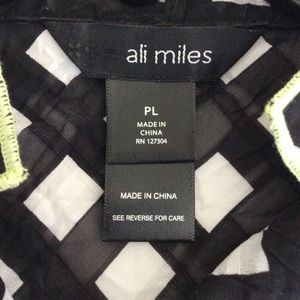 ali miles
PL
MADE IN
CHINA
RN 127304
MADE IN CHINA
SEE REVERSE FOR CARE